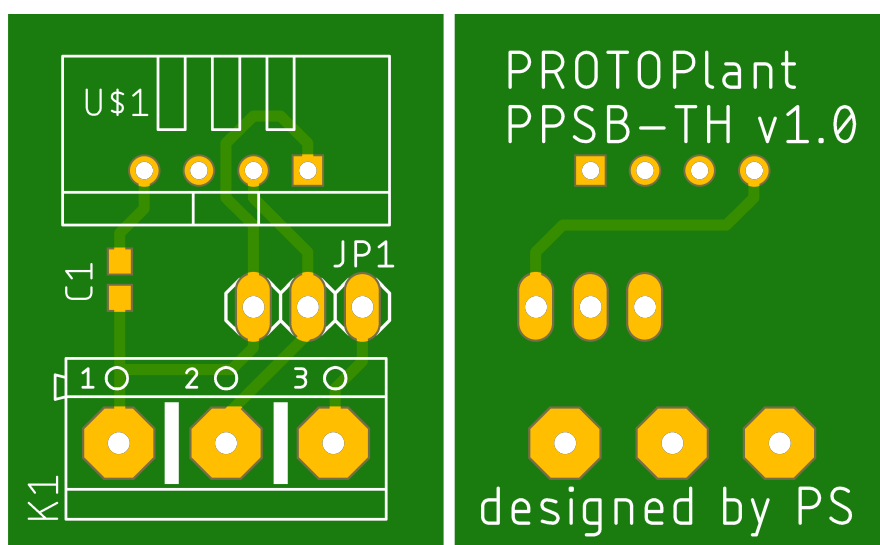 U$1
JP1
C1
1 2 3
K1
PROTOPlant
PPSB-TH v1.0
designed by PS